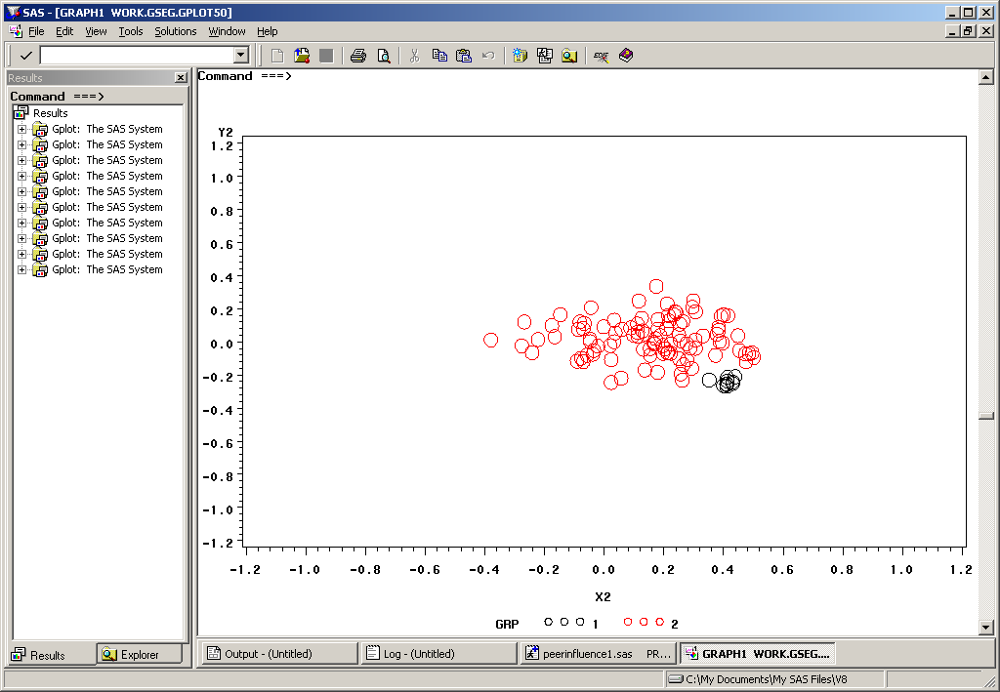 SAS - [GRAPH1 WORK.GSEG.GPLOT50]
File Edit View Tools Solutions Window Help
Results
Command ===>
Results
Gplot: The SAS System
Gplot: The SAS System
Gplot: The SAS System
Gplot: The SAS System
Gplot: The SAS System
Gplot: The SAS System
Gplot: The SAS System
Gplot: The SAS System
Gplot: The SAS System
Gplot: The SAS System
Results Explorer
Command ===>
Y2
1.2
1.0
0.8
0.6
0.4
0.2
0.0
-0.2
-0.4
-0.6
-0.8
-1.0
-1.2
-1.2 -1.0 -0.8 -0.6 -0.4 -0.2 0.0 0.2 0.4 0.6 0.8 1.0 1.2
X2
GRP 1 2
Output - (Untitled) Log - (Untitled) peerinfluence1.sas PR... GRAPH1 WORK.GSEG....
C:\My Documents\My SAS Files\V8